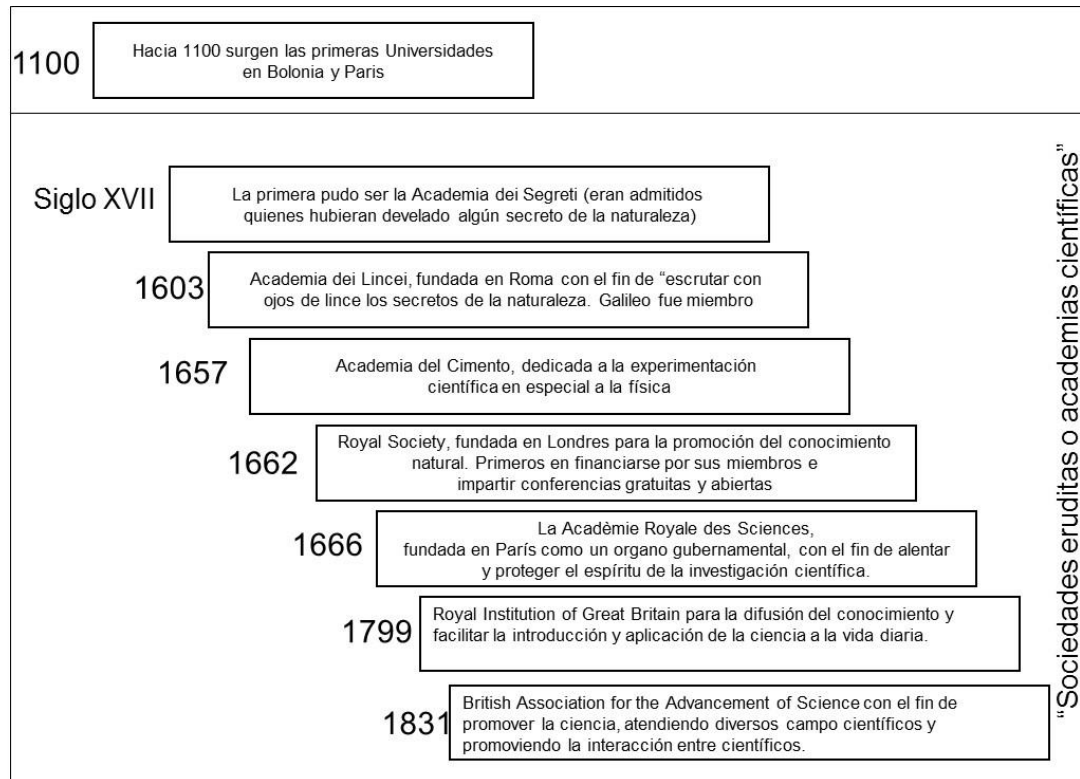 1100
Hacia 1100 surgen las primeras Universidades
en Bolonia y Paris
Siglo XVII
La primera pudo ser la Academia dei Segreti (eran admitidos
quienes hubieran develado algún secreto de la naturaleza)
1603
Academia dei Lincei, fundada en Roma con el fin de “escrutar con
ojos de lince los secretos de la naturaleza. Galileo fue miembro
1657
Academia del Cimento, dedicada a la experimentación
científica en especial a la física
1662
Royal Society, fundada en Londres para la promoción del conocimiento
natural. Primeros en financiarse por sus miembros e
impartir conferencias gratuitas y abiertas
1666
La Acadèmie Royale des Sciences,
fundada en París como un organo gubernamental, con el fin de alentar
y proteger el espíritu de la investigación científica.
1799
Royal Institution of Great Britain para la difusión del conocimiento y
facilitar la introducción y aplicación de la ciencia a la vida diaria.
1831
British Association for the Advancement of Science con el fin de
promover la ciencia, atendiendo diversos campo científicos y
promoviendo la interacción entre científicos.
“Sociedades eruditas o academias científicas”